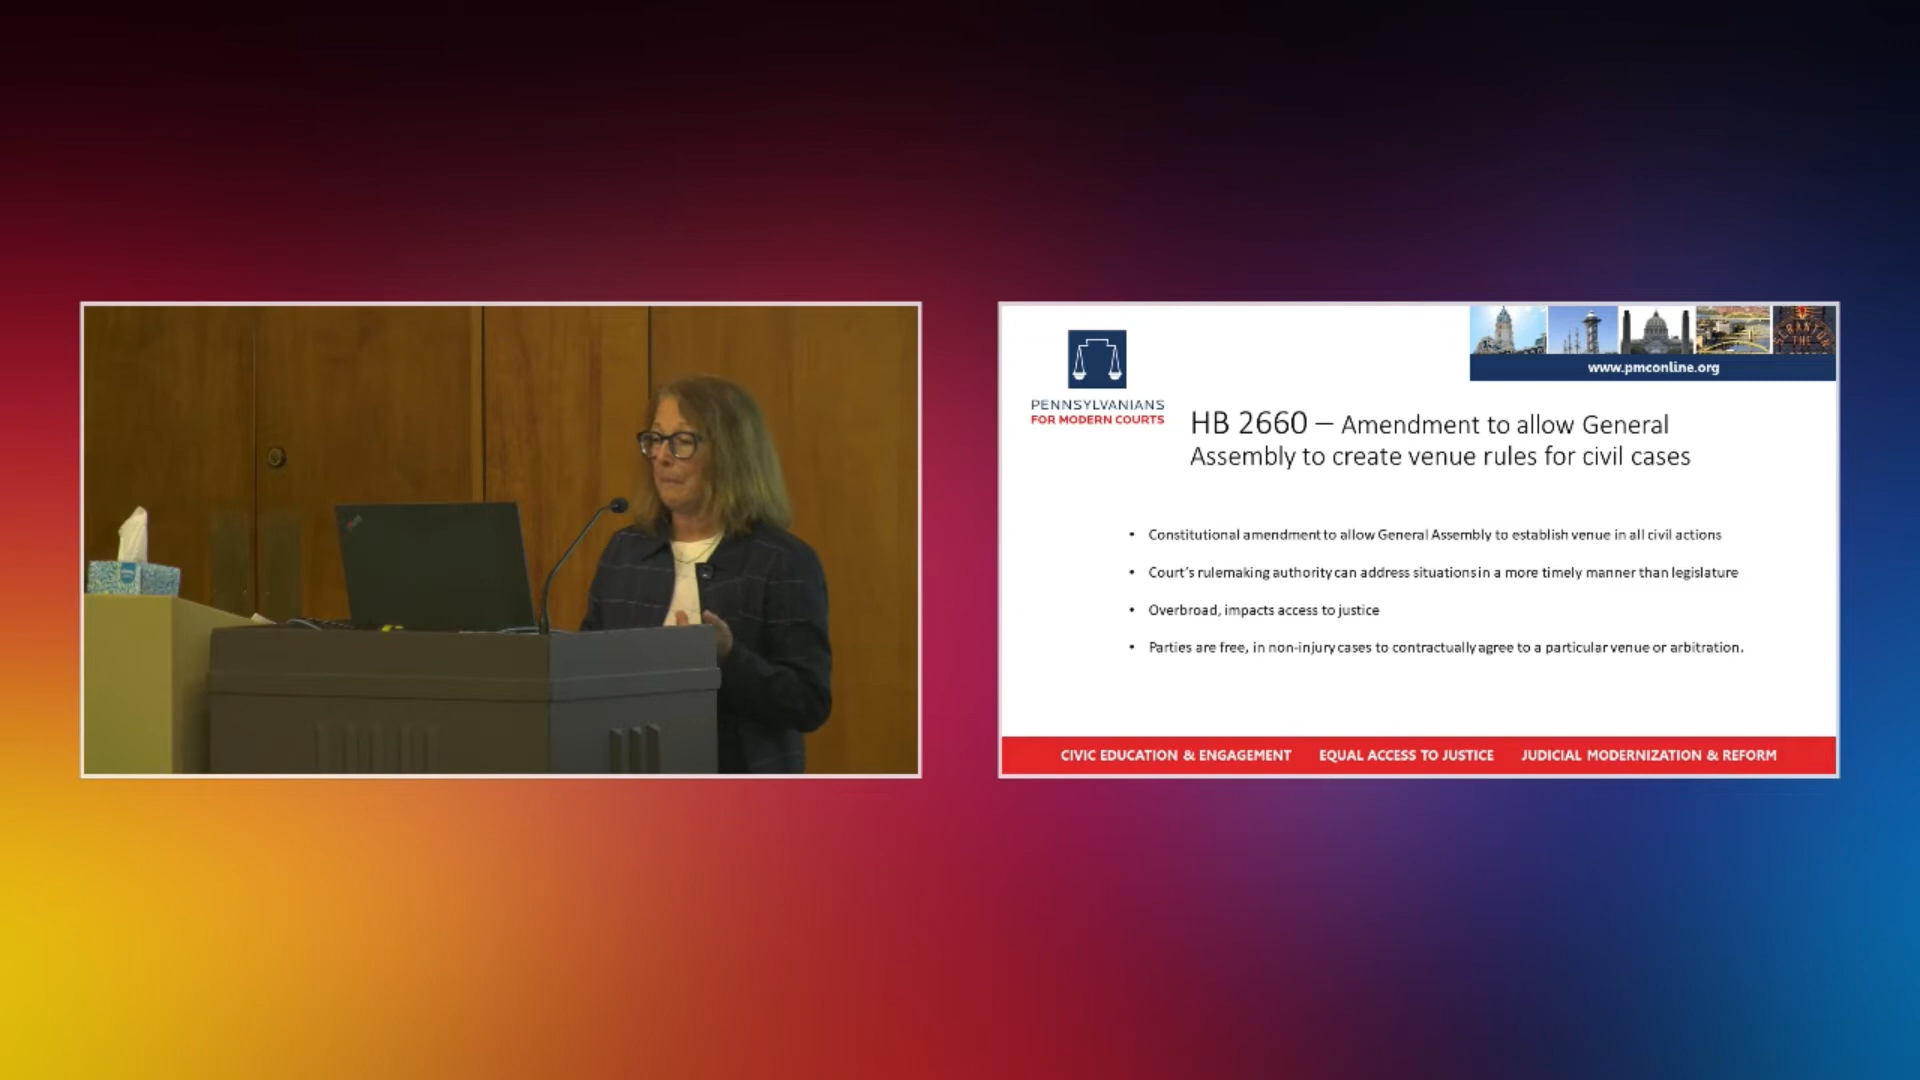 www.pmconline.org
PENNSYLVANIANS
FOR MODERN COURTS
HB 2660 – Amendment to allow General
Assembly to create venue rules for civil cases
• Constitutional amendment to allow General Assembly to establish venue in all civil actions
• Court's rulemaking authority can address situations in a more timely manner than legislature
• Overbroad, impacts access to justice
• Parties are free, in non-injury cases to contractually agree to a particular venue or arbitration.
CIVIC EDUCATION & ENGAGEMENT EQUAL ACCESS TO JUSTICE JUDICIAL MODERNIZATION & REFORM